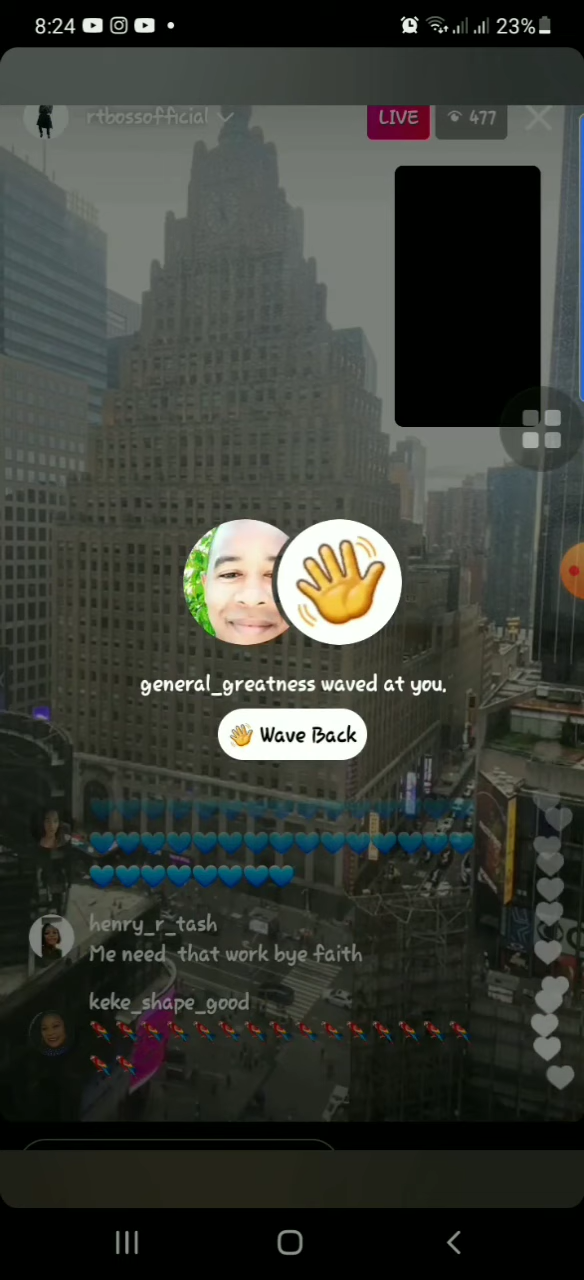 8:24
23%
rtbossofficial
LIVE
477
general_greatness waved at you.
Wave Back
henry_r_tash
Me need that work bye faith
keke_shape_good